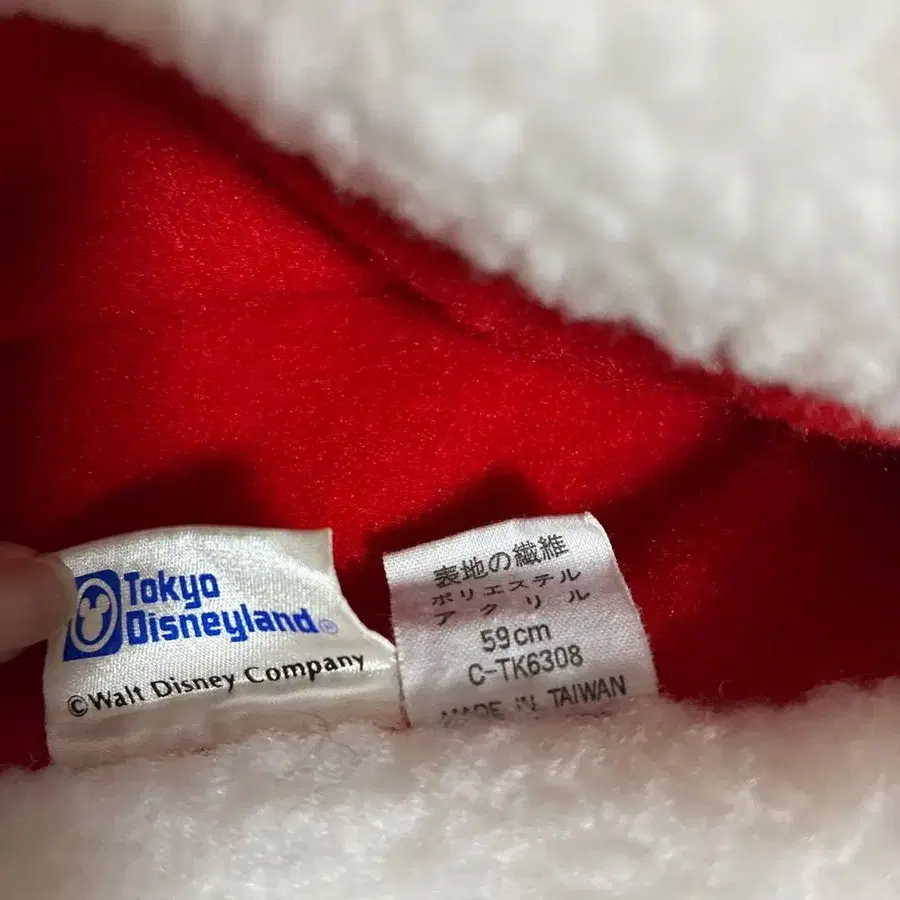 Tokyo
Disneyland®
©Walt Disney Company
表地の繊維
ポリエステル
アクリル
59cm
C-TK6308
MADE IN TAIWAN